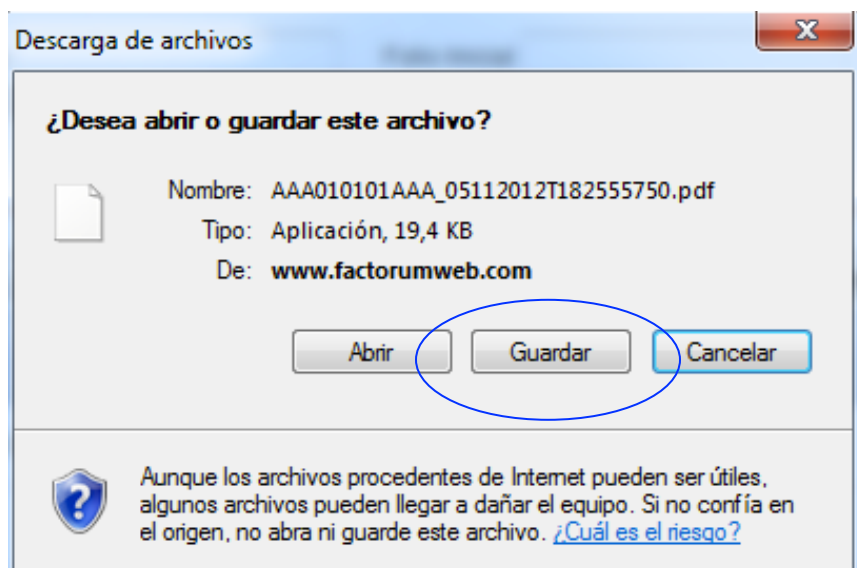 Descarga de archivos
¿Desea abrir o guardar este archivo?
Nombre: AAA010101AAA_05112012T182555750.pdf
Tipo: Aplicación, 19,4 KB
De: www.factorumweb.com
Abrir Guardar Cancelar
Aunque los archivos procedentes de Internet pueden ser útiles,
algunos archivos pueden llegar a dañar el equipo. Si no confía en
el origen, no abra ni guarde este archivo. ¿Cuál es el riesgo?